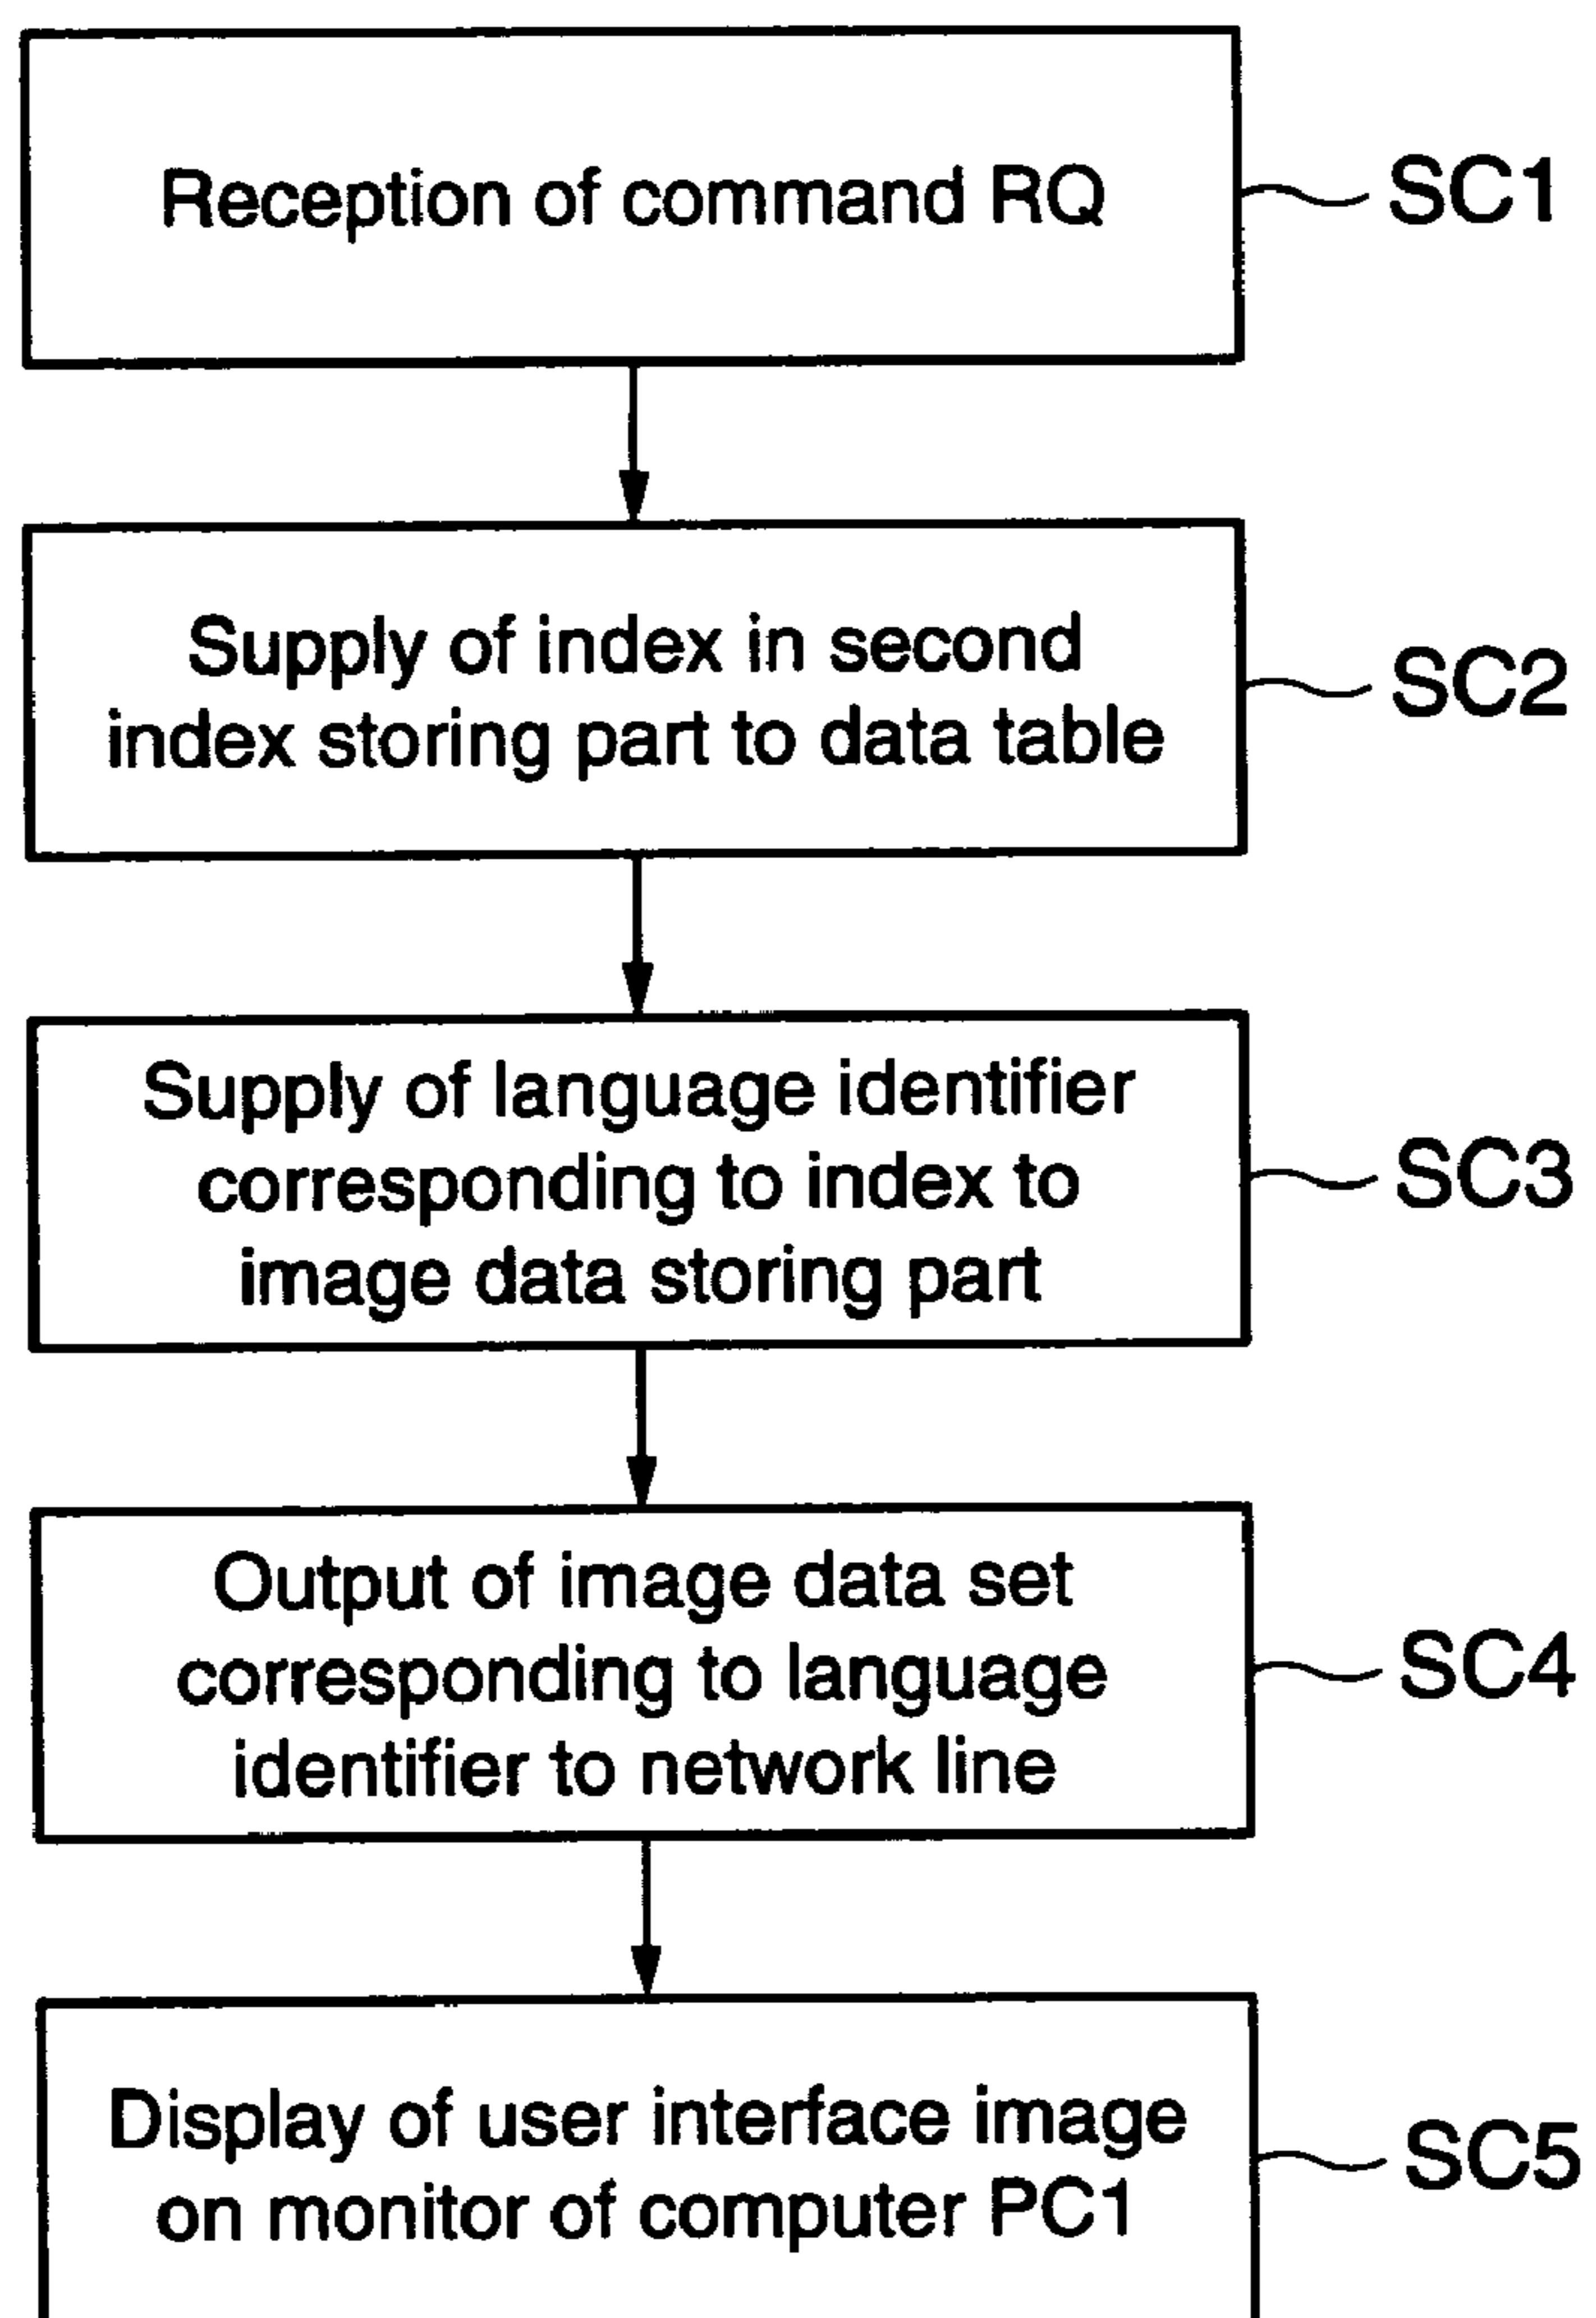 Reception of command RQ
SC1
Supply of index in second
index storing part to data table
SC2
Supply of language identifier
corresponding to index to
image data storing part
SC3
Output of image data set
corresponding to language
identifier to network line
SC4
Display of user interface image
on monitor of computer PC1
SC5